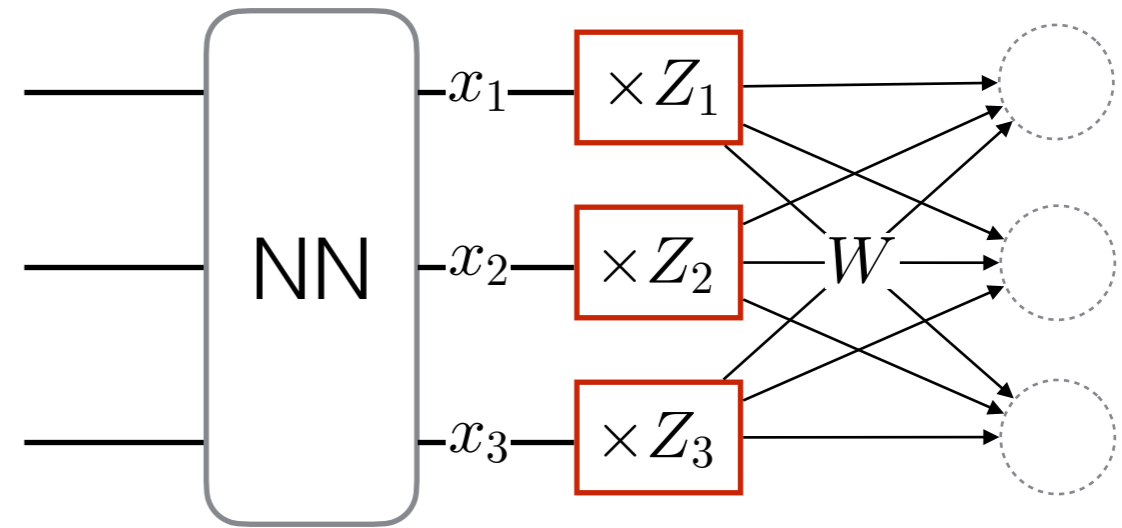 x₁ × Z₁
NN x₂ × Z₂ W
x₃ × Z₃